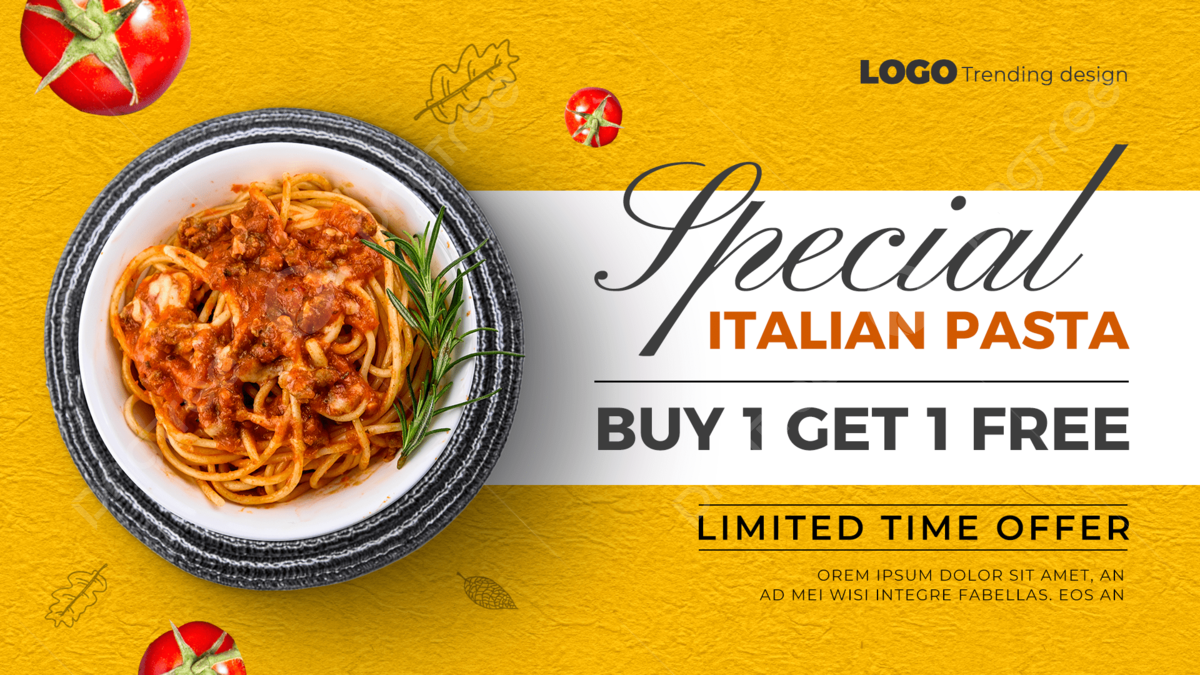 LOGO Trending design
Special
ITALIAN PASTA
BUY 1 GET 1 FREE
LIMITED TIME OFFER
OREM IPSUM DOLOR SIT AMET, AN
AD MEI WISI INTEGRE FABELLAS. EOS AN